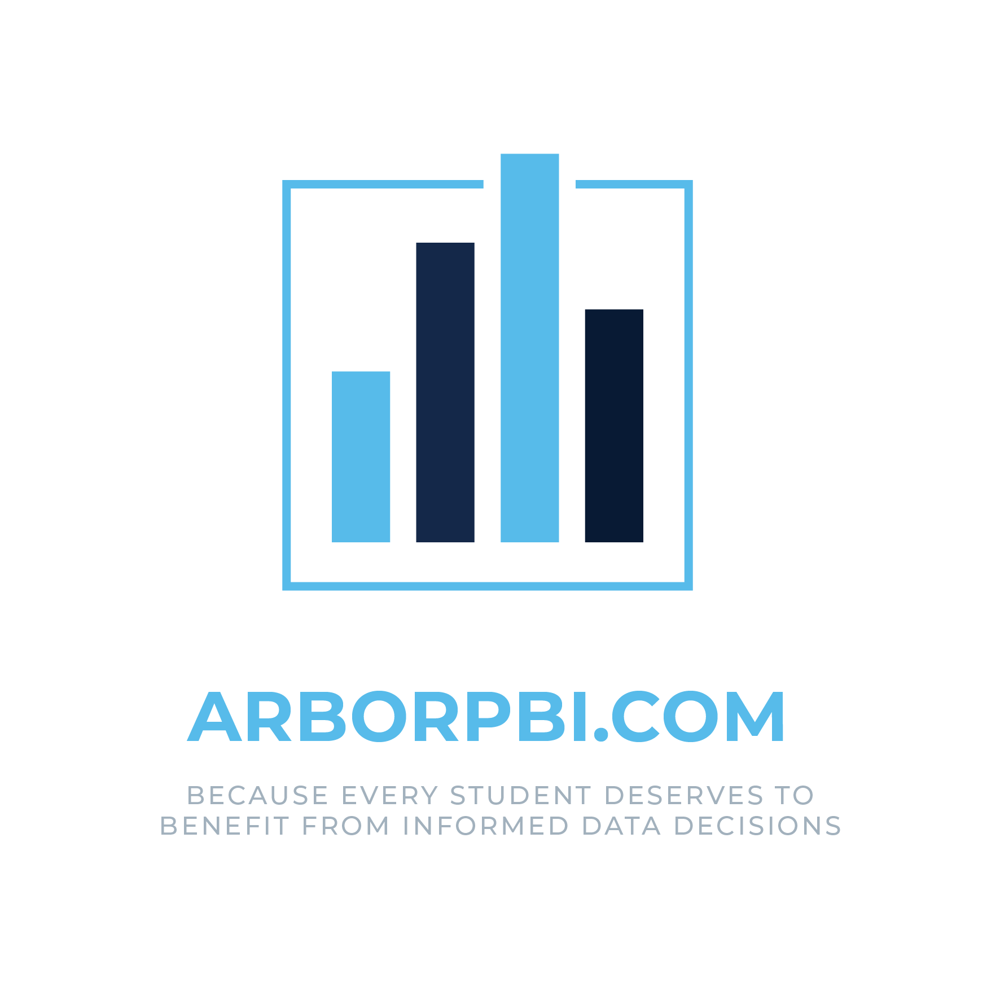 ARBORPBI.COM
BECAUSE EVERY STUDENT DESERVES TO
BENEFIT FROM INFORMED DATA DECISIONS